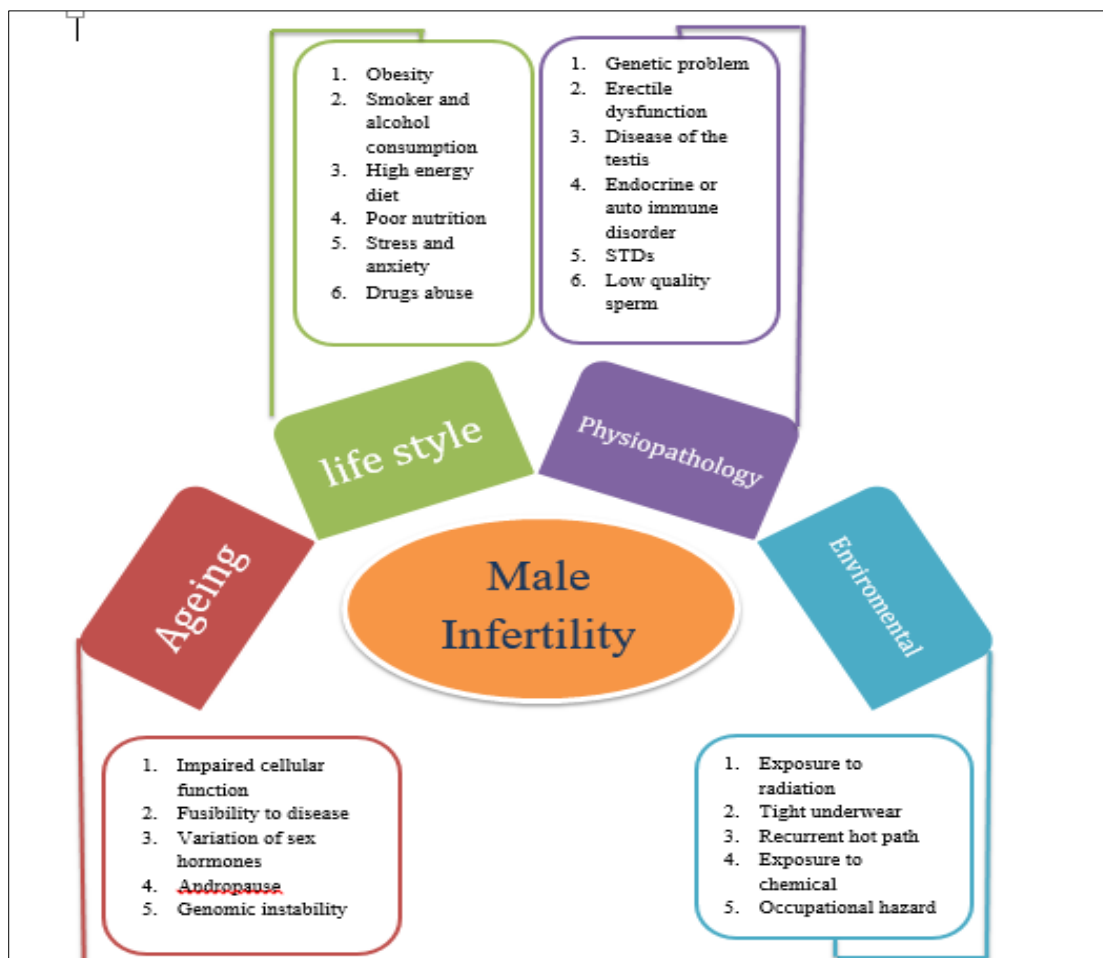 1. Obesity
2. Smoker and
alcohol
consumption
3. High energy
diet
4. Poor nutrition
5. Stress and
anxiety
6. Drugs abuse
1. Genetic problem
2. Erectile
dysfunction
3. Disease of the
testis
4. Endocrine or
auto immune
disorder
5. STDs
6. Low quality
sperm
life style
Physiopathology
Ageing
Enviromental
Male
Infertility
1. Impaired cellular
function
2. Fusibility to disease
3. Variation of sex
hormones
4. Andropause
5. Genomic instability
1. Exposure to
radiation
2. Tight underwear
3. Recurrent hot path
4. Exposure to
chemical
5. Occupational hazard